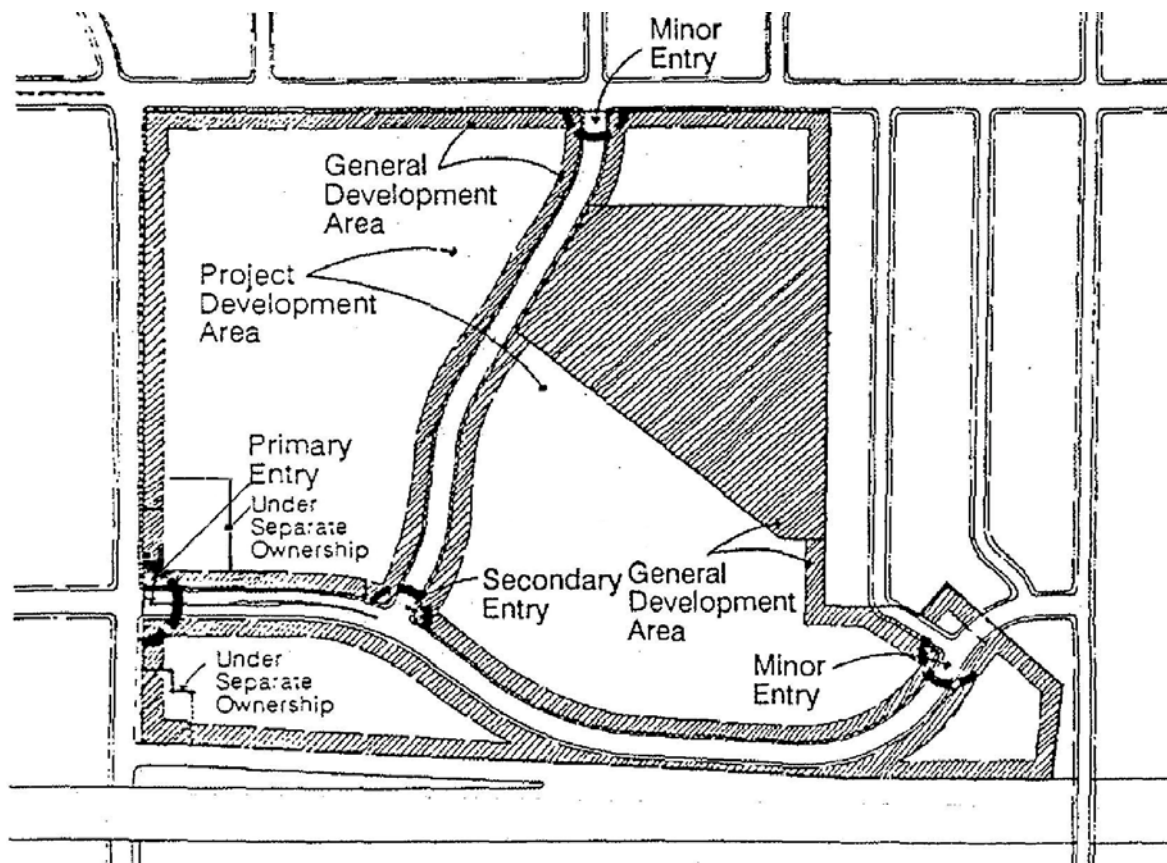 Minor
Entry
General
Development
Area
Project
Development
Area
Primary
Entry
Under
Separate
Ownership
Secondary
Entry
General
Development
Area
Under
Separate
Ownership
Minor
Entry